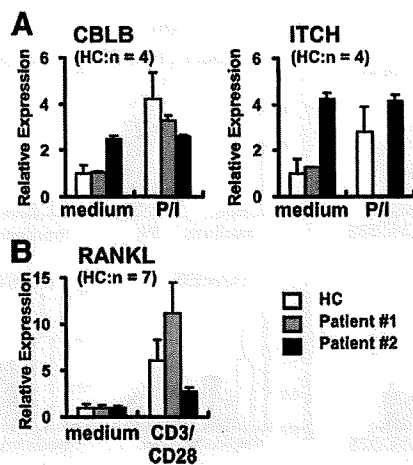 A
CBLB
(HC:n = 4)
Relative Expression
6
4
2
0
medium
P/I
ITCH
(HC:n = 4)
Relative Expression
6
4
2
0
medium
P/I
B
RANKL
(HC:n = 7)
Relative Expression
15
10
5
0
medium
CD3/
CD28
HC
Patient #1
Patient #2